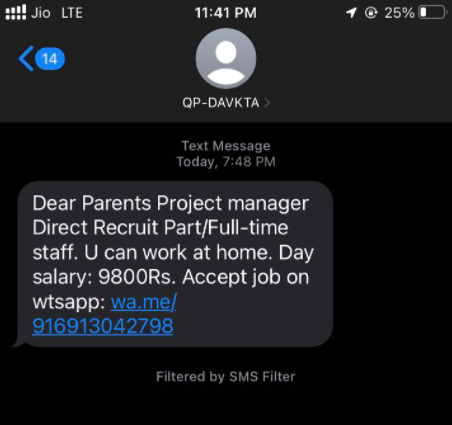 Jio LTE 11:41 PM 25%
14
QP-DAVKTA
Text Message
Today, 7:48 PM
Dear Parents Project manager
Direct Recruit Part/Full-time
staff. U can work at home. Day
salary: 9800Rs. Accept job on
wtsapp: wa.me/
916913042798
Filtered by SMS Filter